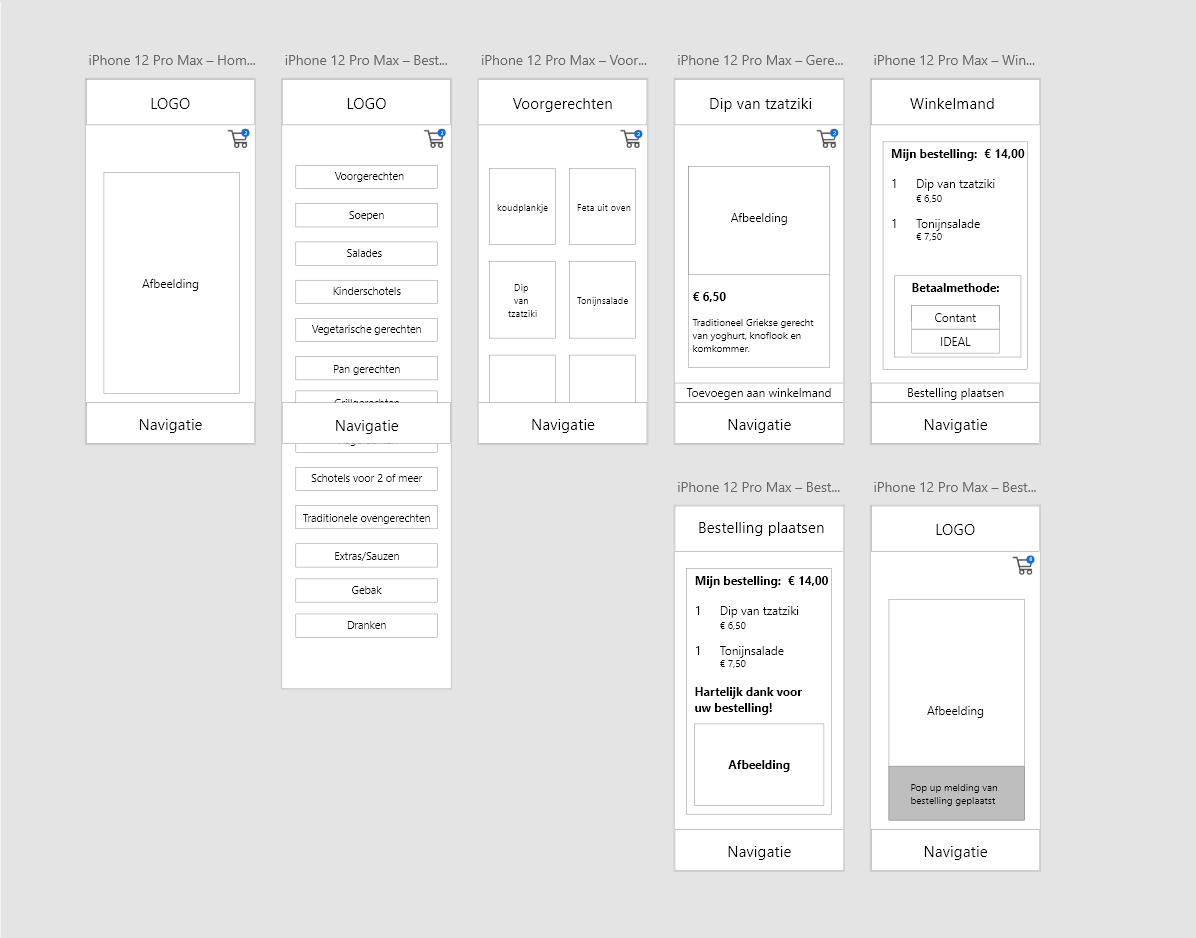 iPhone 12 Pro Max – Hom...
LOGO
2
Afbeelding
Navigatie
iPhone 12 Pro Max – Best...
LOGO
Voorgerechten
Soepen
Salades
Kinderschotels
Vegetarische gerechten
Pan gerechten
Grillgerechten
Navigatie
Schotels voor 2 of meer
Traditionele ovengerechten
Extras/Sauzen
Gebak
Dranken
iPhone 12 Pro Max – Voor...
Voorgerechten
2
koudplankje
Feta uit oven
Dip
van
tzatziki
Tonijnsalade
Navigatie
iPhone 12 Pro Max – Gere...
Dip van tzatziki
2
Afbeelding
€ 6,50
Traditioneel Griekse gerecht
van yoghurt, knoflook en
komkommer.
Toevoegen aan winkelmand
Navigatie
iPhone 12 Pro Max – Win...
Winkelmand
Mijn bestelling: € 14,00
1 Dip van tzatziki
€ 6,50
1 Tonijnsalade
€ 7,50
Betaalmethode:
Contant
IDEAL
Bestelling plaatsen
Navigatie
iPhone 12 Pro Max – Best...
Bestelling plaatsen
Mijn bestelling: € 14,00
1 Dip van tzatziki
€ 6,50
1 Tonijnsalade
€ 7,50
Hartelijk dank voor
uw bestelling!
Afbeelding
Navigatie
iPhone 12 Pro Max – Best...
LOGO
Afbeelding
Pop up melding van
bestelling geplaatst
Navigatie